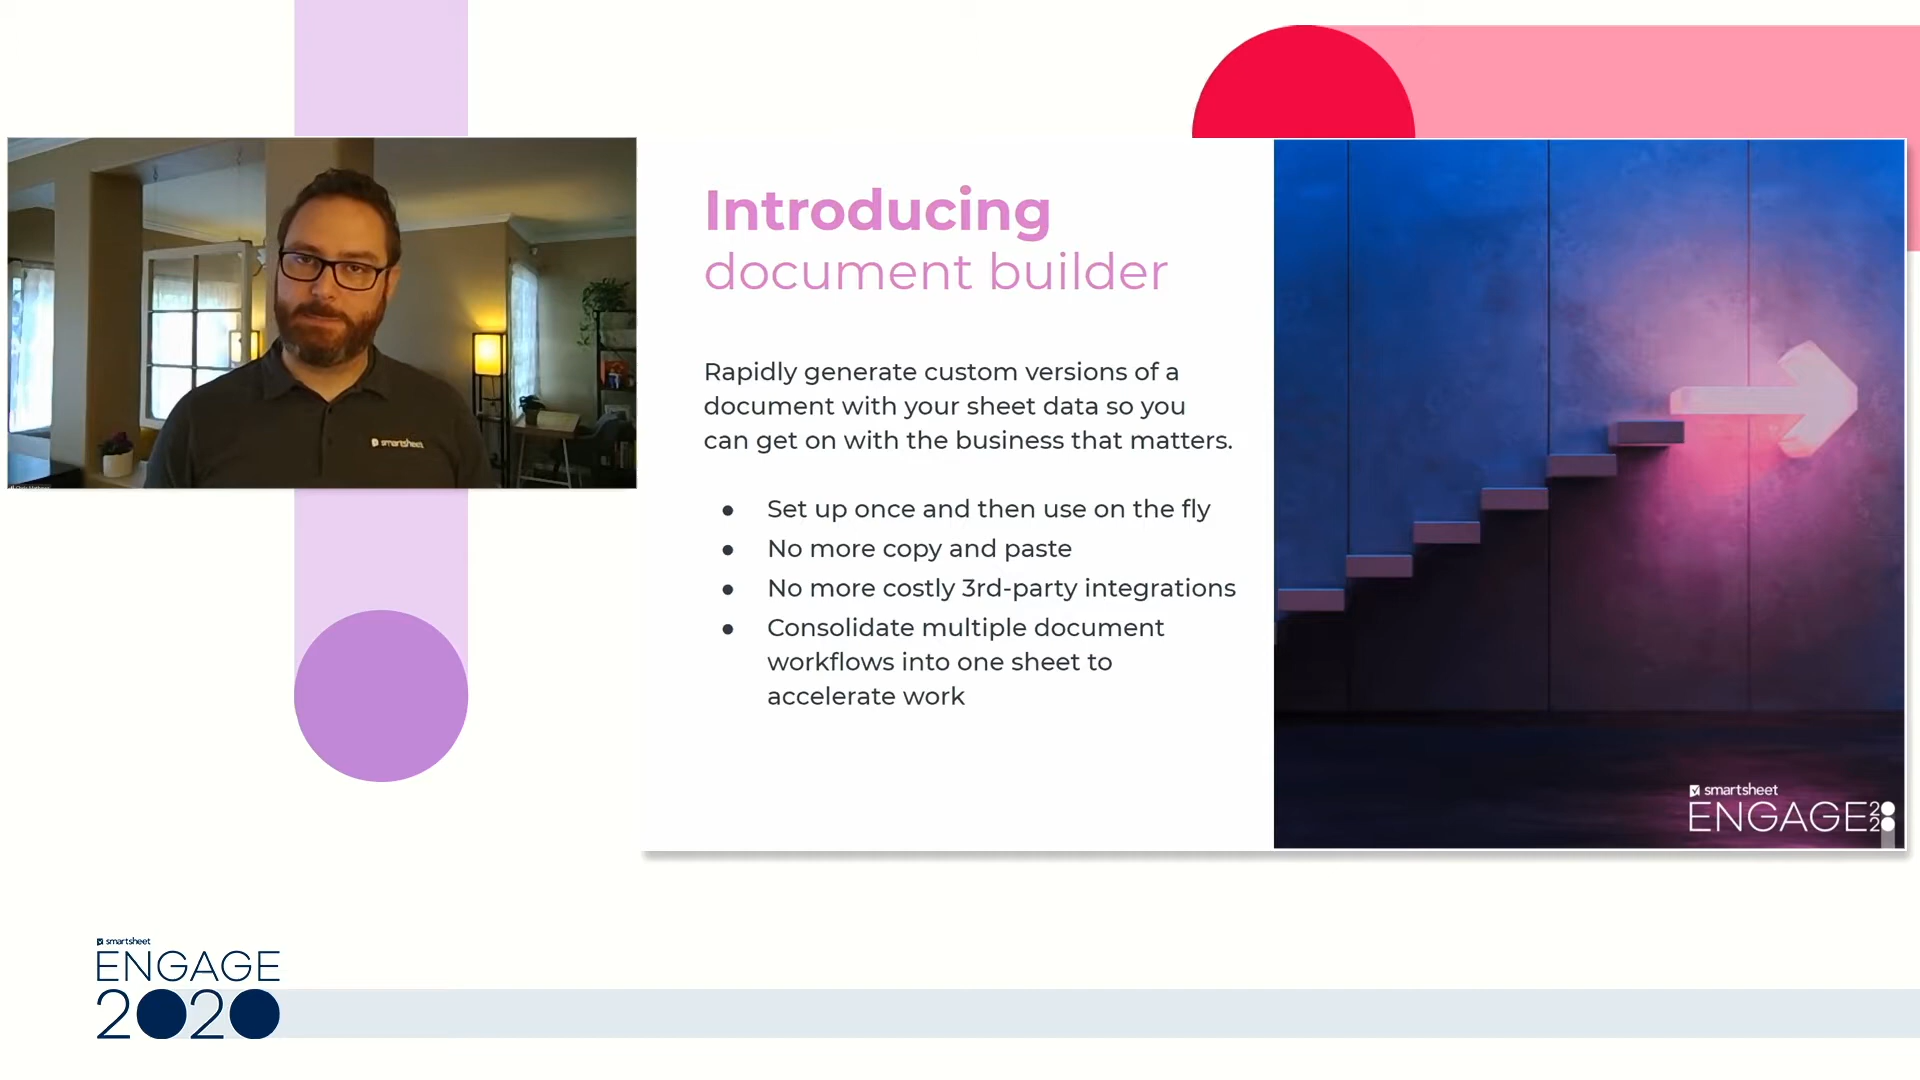 smartsheet
Introducing
document builder
Rapidly generate custom versions of a
document with your sheet data so you
can get on with the business that matters.
● Set up once and then use on the fly
● No more copy and paste
● No more costly 3rd-party integrations
● Consolidate multiple document
workflows into one sheet to
accelerate work
smartsheet
ENGAGE 2020
smartsheet
ENGAGE
2020